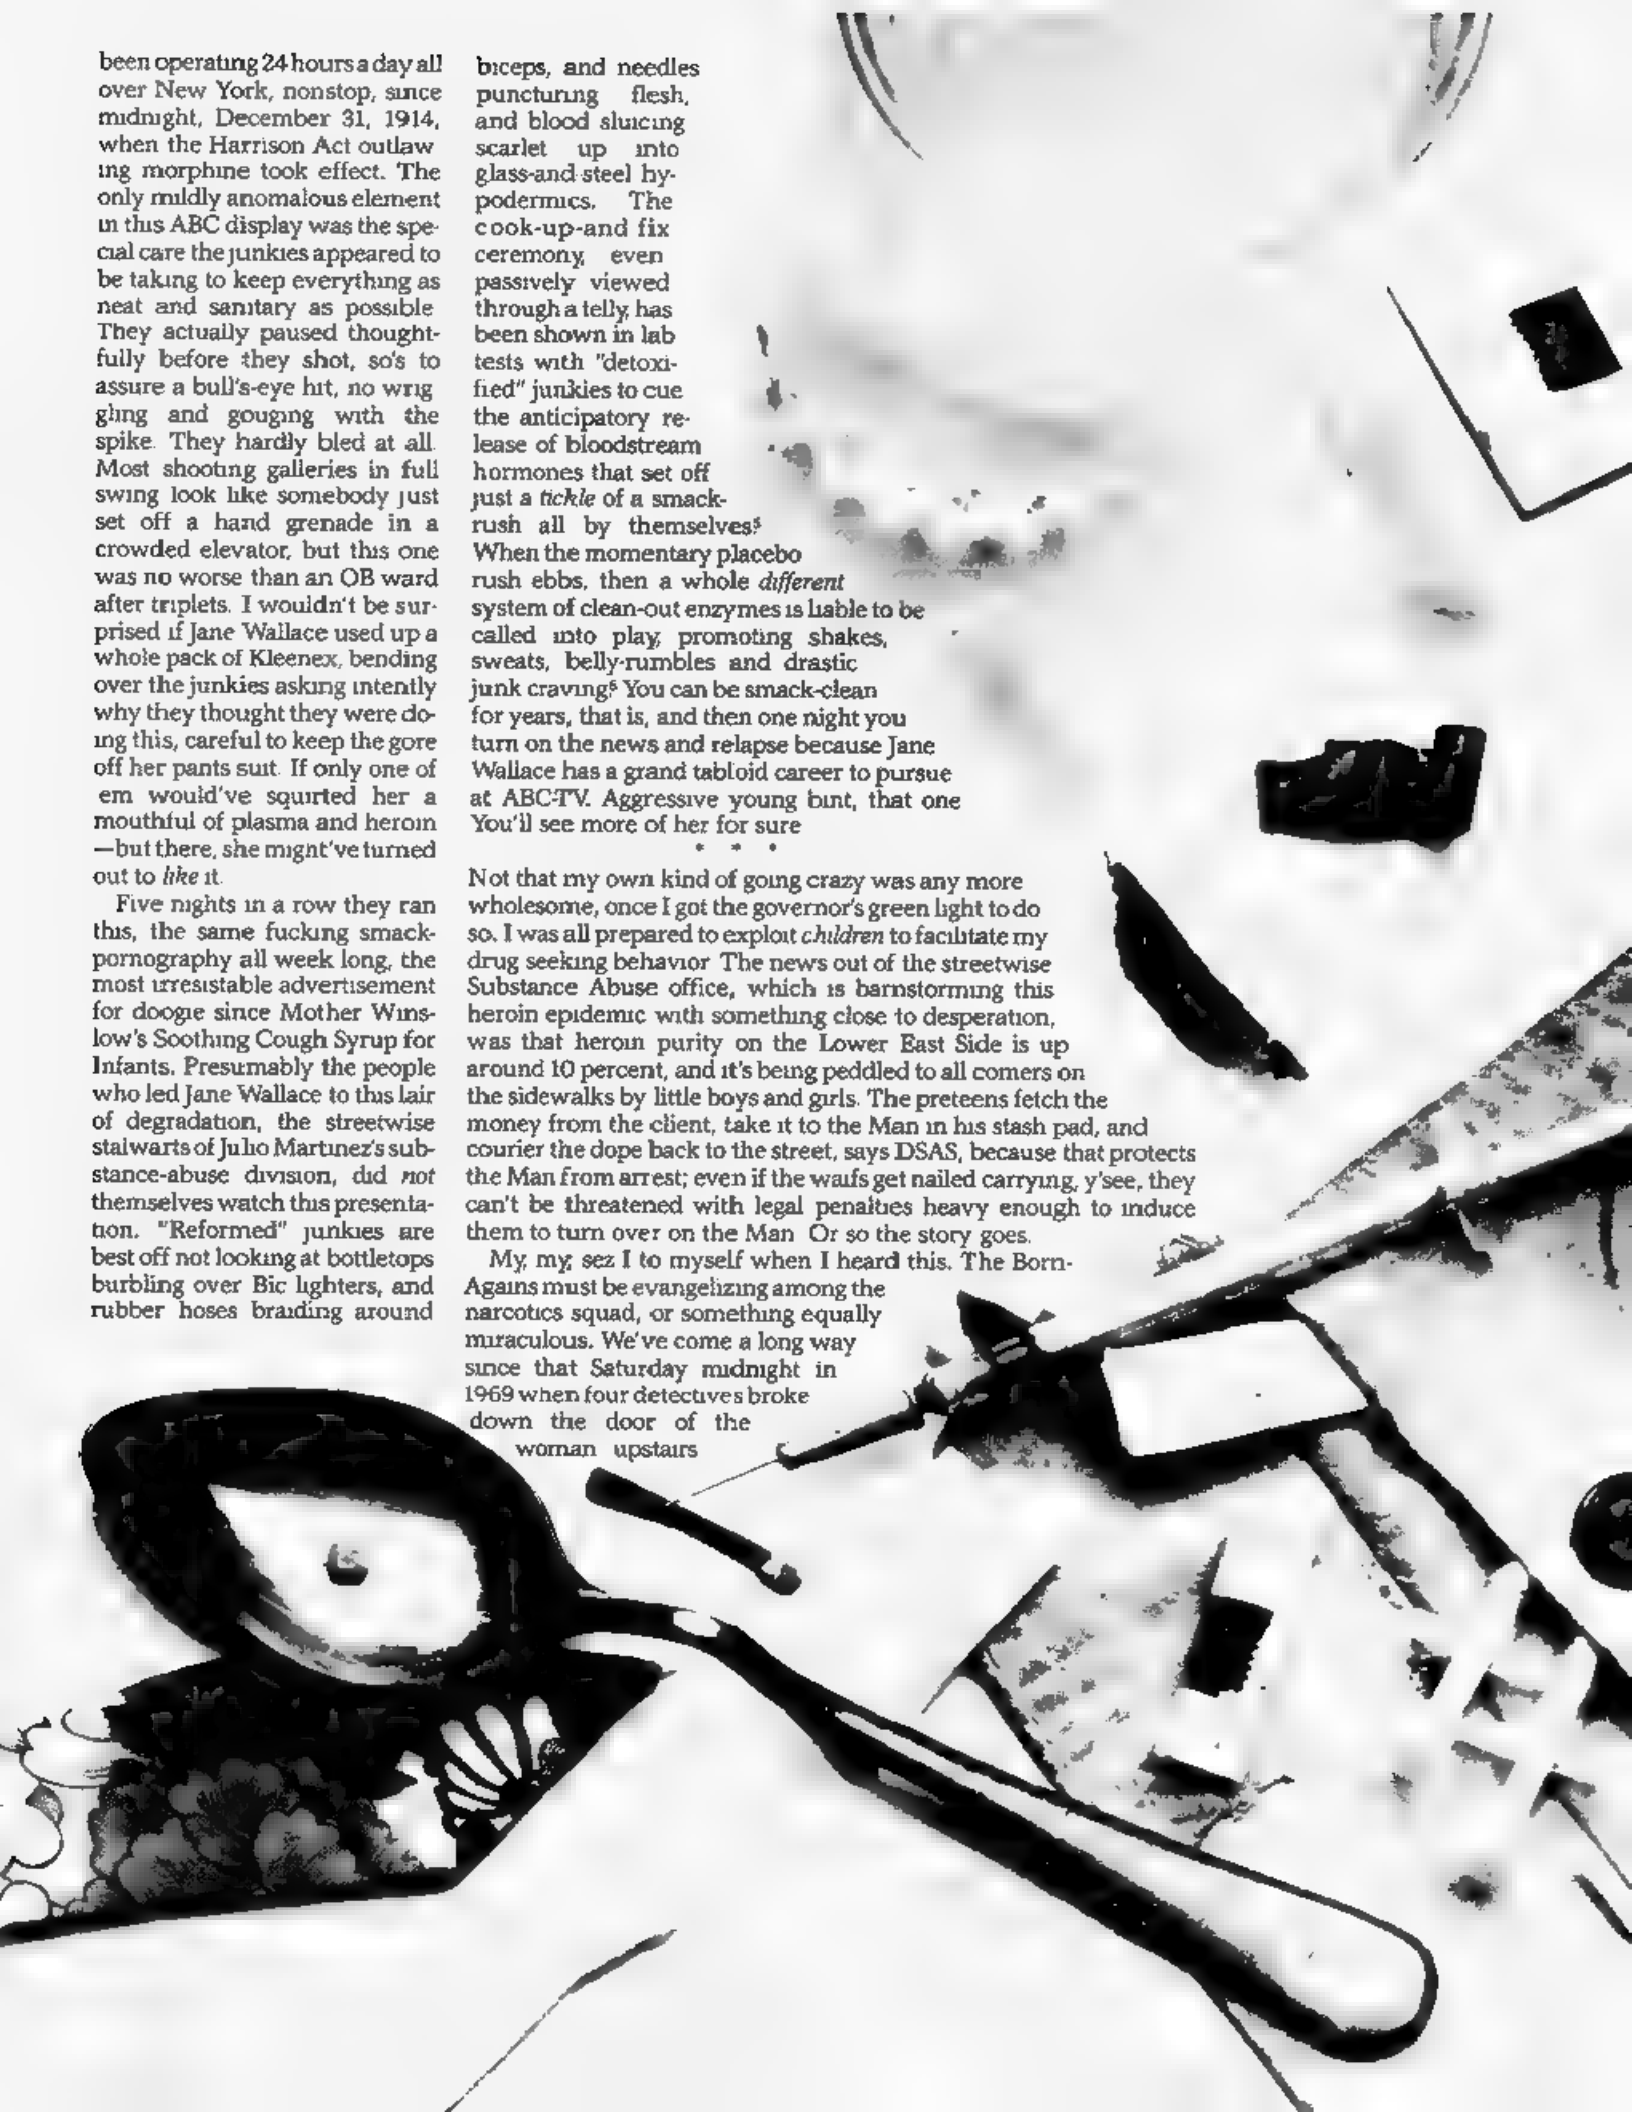 been operating 24 hours a day all
over New York, nonstop, since
midnight, December 31, 1914,
when the Harrison Act outlaw
ing morphine took effect. The
only mildly anomalous element
in this ABC display was the spe-
cial care the junkies appeared to
be taking to keep everything as
neat and sanitary as possible
They actually paused thought-
fully before they shot, so's to
assure a bull's-eye hit, no wrig
gling and gouging with the
spike. They hardly bled at all.
Most shooting galleries in full
swing look like somebody just
set off a hand grenade in a
crowded elevator, but this one
was no worse than an OB ward
after triplets. I wouldn't be sur-
prised if Jane Wallace used up a
whole pack of Kleenex, bending
over the junkies asking intently
why they thought they were do-
ing this, careful to keep the gore
off her pants suit. If only one of
em would've squirted her a
mouthful of plasma and heroin
—but there, she might've turned
out to like it.
Five nights in a row they ran
this, the same fucking smack-
pornography all week long, the
most irresistable advertisement
for doogie since Mother Wins-
low's Soothing Cough Syrup for
Infants. Presumably the people
who led Jane Wallace to this lair
of degradation, the streetwise
stalwarts of Julio Martinez's sub-
stance-abuse division, did not
themselves watch this presenta-
tion. "Reformed" junkies are
best off not looking at bottletops
burbling over Bic lighters, and
rubber hoses braiding around
biceps, and needles
puncturing flesh,
and blood sluicing
scarlet up into
glass-and-steel hy-
podermics. The
cook-up-and fix
ceremony, even
passively viewed
through a telly, has
been shown in lab
tests with "detoxi-
fied" junkies to cue
the anticipatory re-
lease of bloodstream
hormones that set off
just a tickle of a smack-
rush all by themselves.⁵
When the momentary placebo
rush ebbs, then a whole different
system of clean-out enzymes is liable to be
called into play, promoting shakes,
sweats, belly-rumbles and drastic
junk craving.⁶ You can be smack-clean
for years, that is, and then one night you
turn on the news and relapse because Jane
Wallace has a grand tabloid career to pursue
at ABC-TV. Aggressive young bint, that one
You'll see more of her for sure
• • •
Not that my own kind of going crazy was any more
wholesome, once I got the governor's green light to do
so. I was all prepared to exploit children to facilitate my
drug seeking behavior The news out of the streetwise
Substance Abuse office, which is barnstorming this
heroin epidemic with something close to desperation,
was that heroin purity on the Lower East Side is up
around 10 percent, and it's being peddled to all comers on
the sidewalks by little boys and girls. The preteens fetch the
money from the client, take it to the Man in his stash pad, and
courier the dope back to the street, says DSAS, because that protects
the Man from arrest; even if the waifs get nailed carrying, y'see, they
can't be threatened with legal penalties heavy enough to induce
them to turn over on the Man Or so the story goes.
My, my, sez I to myself when I heard this. The Born-
Agains must be evangelizing among the
narcotics squad, or something equally
miraculous. We've come a long way
since that Saturday midnight in
1969 when four detectives broke
down the door of the
woman upstairs